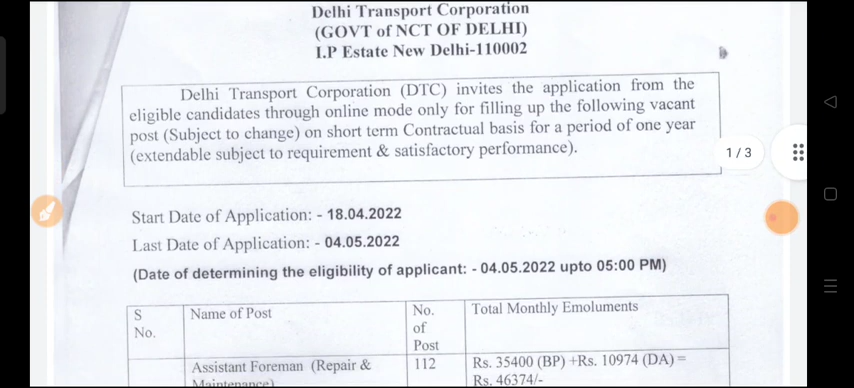 Delhi Transport Corporation
(GOVT of NCT OF DELHI)
I.P Estate New Delhi-110002
Delhi Transport Corporation (DTC) invites the application from the
eligible candidates through online mode only for filling up the following vacant
post (Subject to change) on short term Contractual basis for a period of one year
(extendable subject to requirement & satisfactory performance).
1 / 3
Start Date of Application: - 18.04.2022
Last Date of Application: - 04.05.2022
(Date of determining the eligibility of applicant: - 04.05.2022 upto 05:00 PM)
S
No.
Name of Post
No.
of
Post
Total Monthly Emoluments
Assistant Foreman (Repair &
Maintenance)
112
Rs. 35400 (BP) +Rs. 10974 (DA) =
Rs. 46374/-